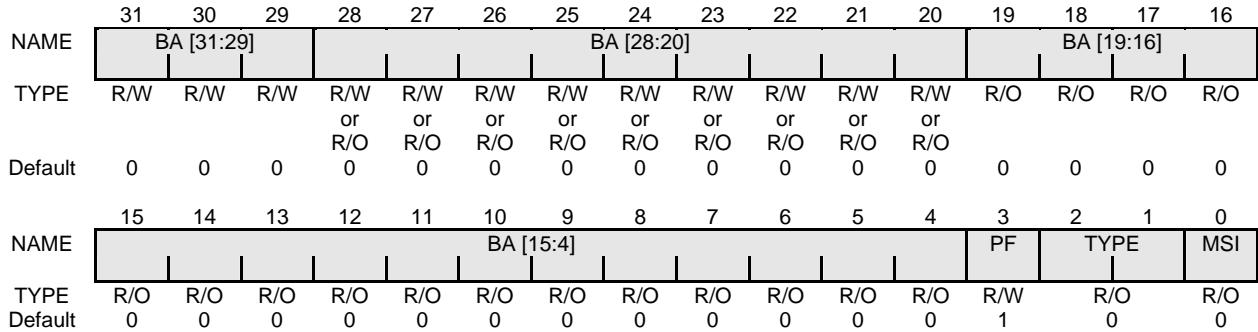 31 30 29 28 27 26 25 24 23 22 21 20 19 18 17 16
NAME BA [31:29] BA [28:20] BA [19:16]
TYPE R/W R/W R/W R/W R/W R/W R/W R/W R/W R/W R/W R/W R/O R/O R/O R/O
or or or or or or or or or
R/O R/O R/O R/O R/O R/O R/O R/O R/O
Default 0 0 0 0 0 0 0 0 0 0 0 0 0 0 0 0
15 14 13 12 11 10 9 8 7 6 5 4 3 2 1 0
NAME BA [15:4] PF TYPE MSI
TYPE R/O R/O R/O R/O R/O R/O R/O R/O R/O R/O R/O R/O R/W R/O R/O
Default 0 0 0 0 0 0 0 0 0 0 0 0 1 0 0